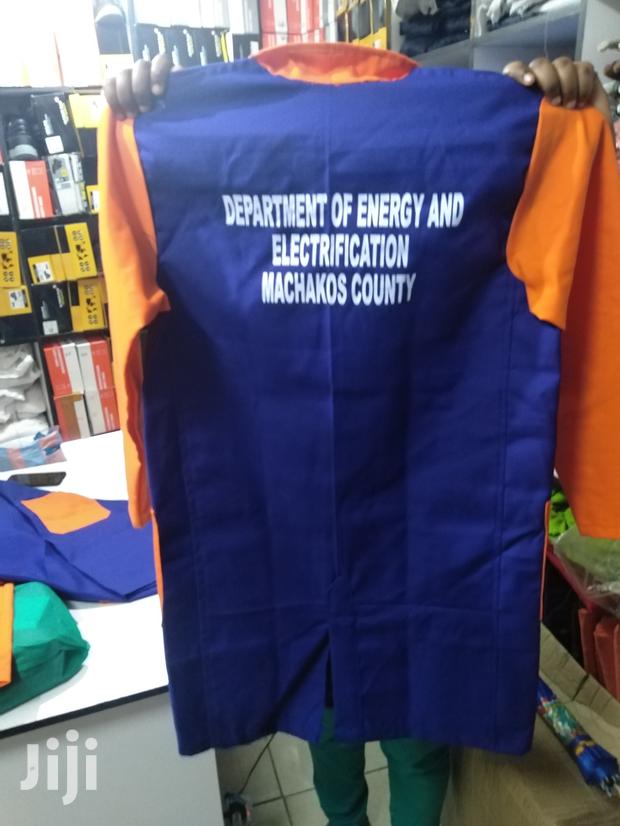 DEPARTMENT OF ENERGY AND
ELECTRIFICATION
MACHAKOS COUNTY
Jiji